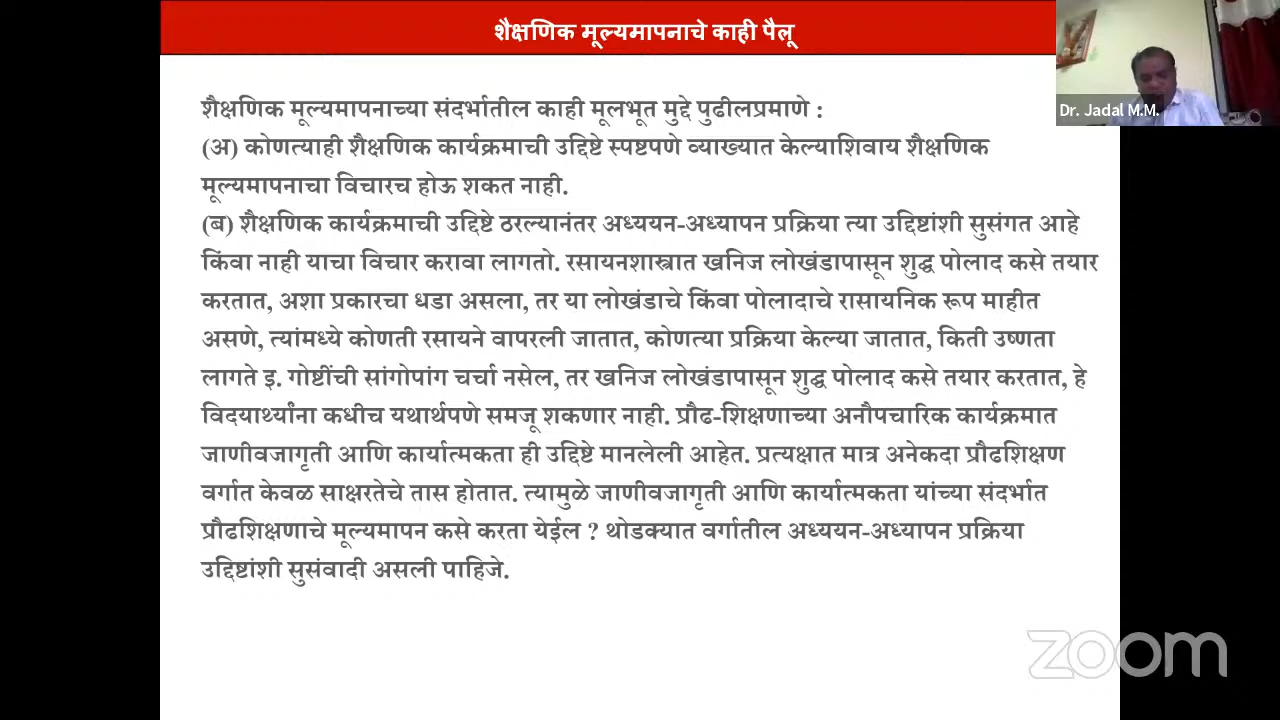 शैक्षणिक मूल्यमापनाचे काही पैलू
Dr. Jadal M.M.
शैक्षणिक मूल्यमापनाच्या संदर्भातील काही मूलभूत मुद्दे पुढीलप्रमाणे :
(अ) कोणत्याही शैक्षणिक कार्यक्रमाची उद्दिष्टे स्पष्टपणे व्याख्यात केल्याशिवाय शैक्षणिक
मूल्यमापनाचा विचारच होऊ शकत नाही.
(ब) शैक्षणिक कार्यक्रमाची उद्दिष्टे ठरल्यानंतर अध्ययन-अध्यापन प्रक्रिया त्या उद्दिष्टांशी सुसंगत आहे
किंवा नाही याचा विचार करावा लागतो. रसायनशास्त्रात खनिज लोखंडापासून शुद्ध पोलाद कसे तयार
करतात, अशा प्रकारचा धडा असला, तर या लोखंडाचे किंवा पोलादाचे रासायनिक रूप माहीत
असणे, त्यांमध्ये कोणती रसायने वापरली जातात, कोणत्या प्रक्रिया केल्या जातात, किती उष्णता
लागते इ. गोष्टींची सांगोपांग चर्चा नसेल, तर खनिज लोखंडापासून शुद्ध पोलाद कसे तयार करतात, हे
विदयार्थ्यांना कधीच यथार्थपणे समजू शकणार नाही. प्रौढ-शिक्षणाच्या अनौपचारिक कार्यक्रमात
जाणीवजागृती आणि कार्यात्मकता ही उद्दिष्टे मानलेली आहेत. प्रत्यक्षात मात्र अनेकदा प्रौढशिक्षण
वर्गात केवळ साक्षरतेचे तास होतात. त्यामुळे जाणीवजागृती आणि कार्यात्मकता यांच्या संदर्भात
प्रौढशिक्षणाचे मूल्यमापन कसे करता येईल ? थोडक्यात वर्गातील अध्ययन-अध्यापन प्रक्रिया
उद्दिष्टांशी सुसंवादी असली पाहिजे.
zoom